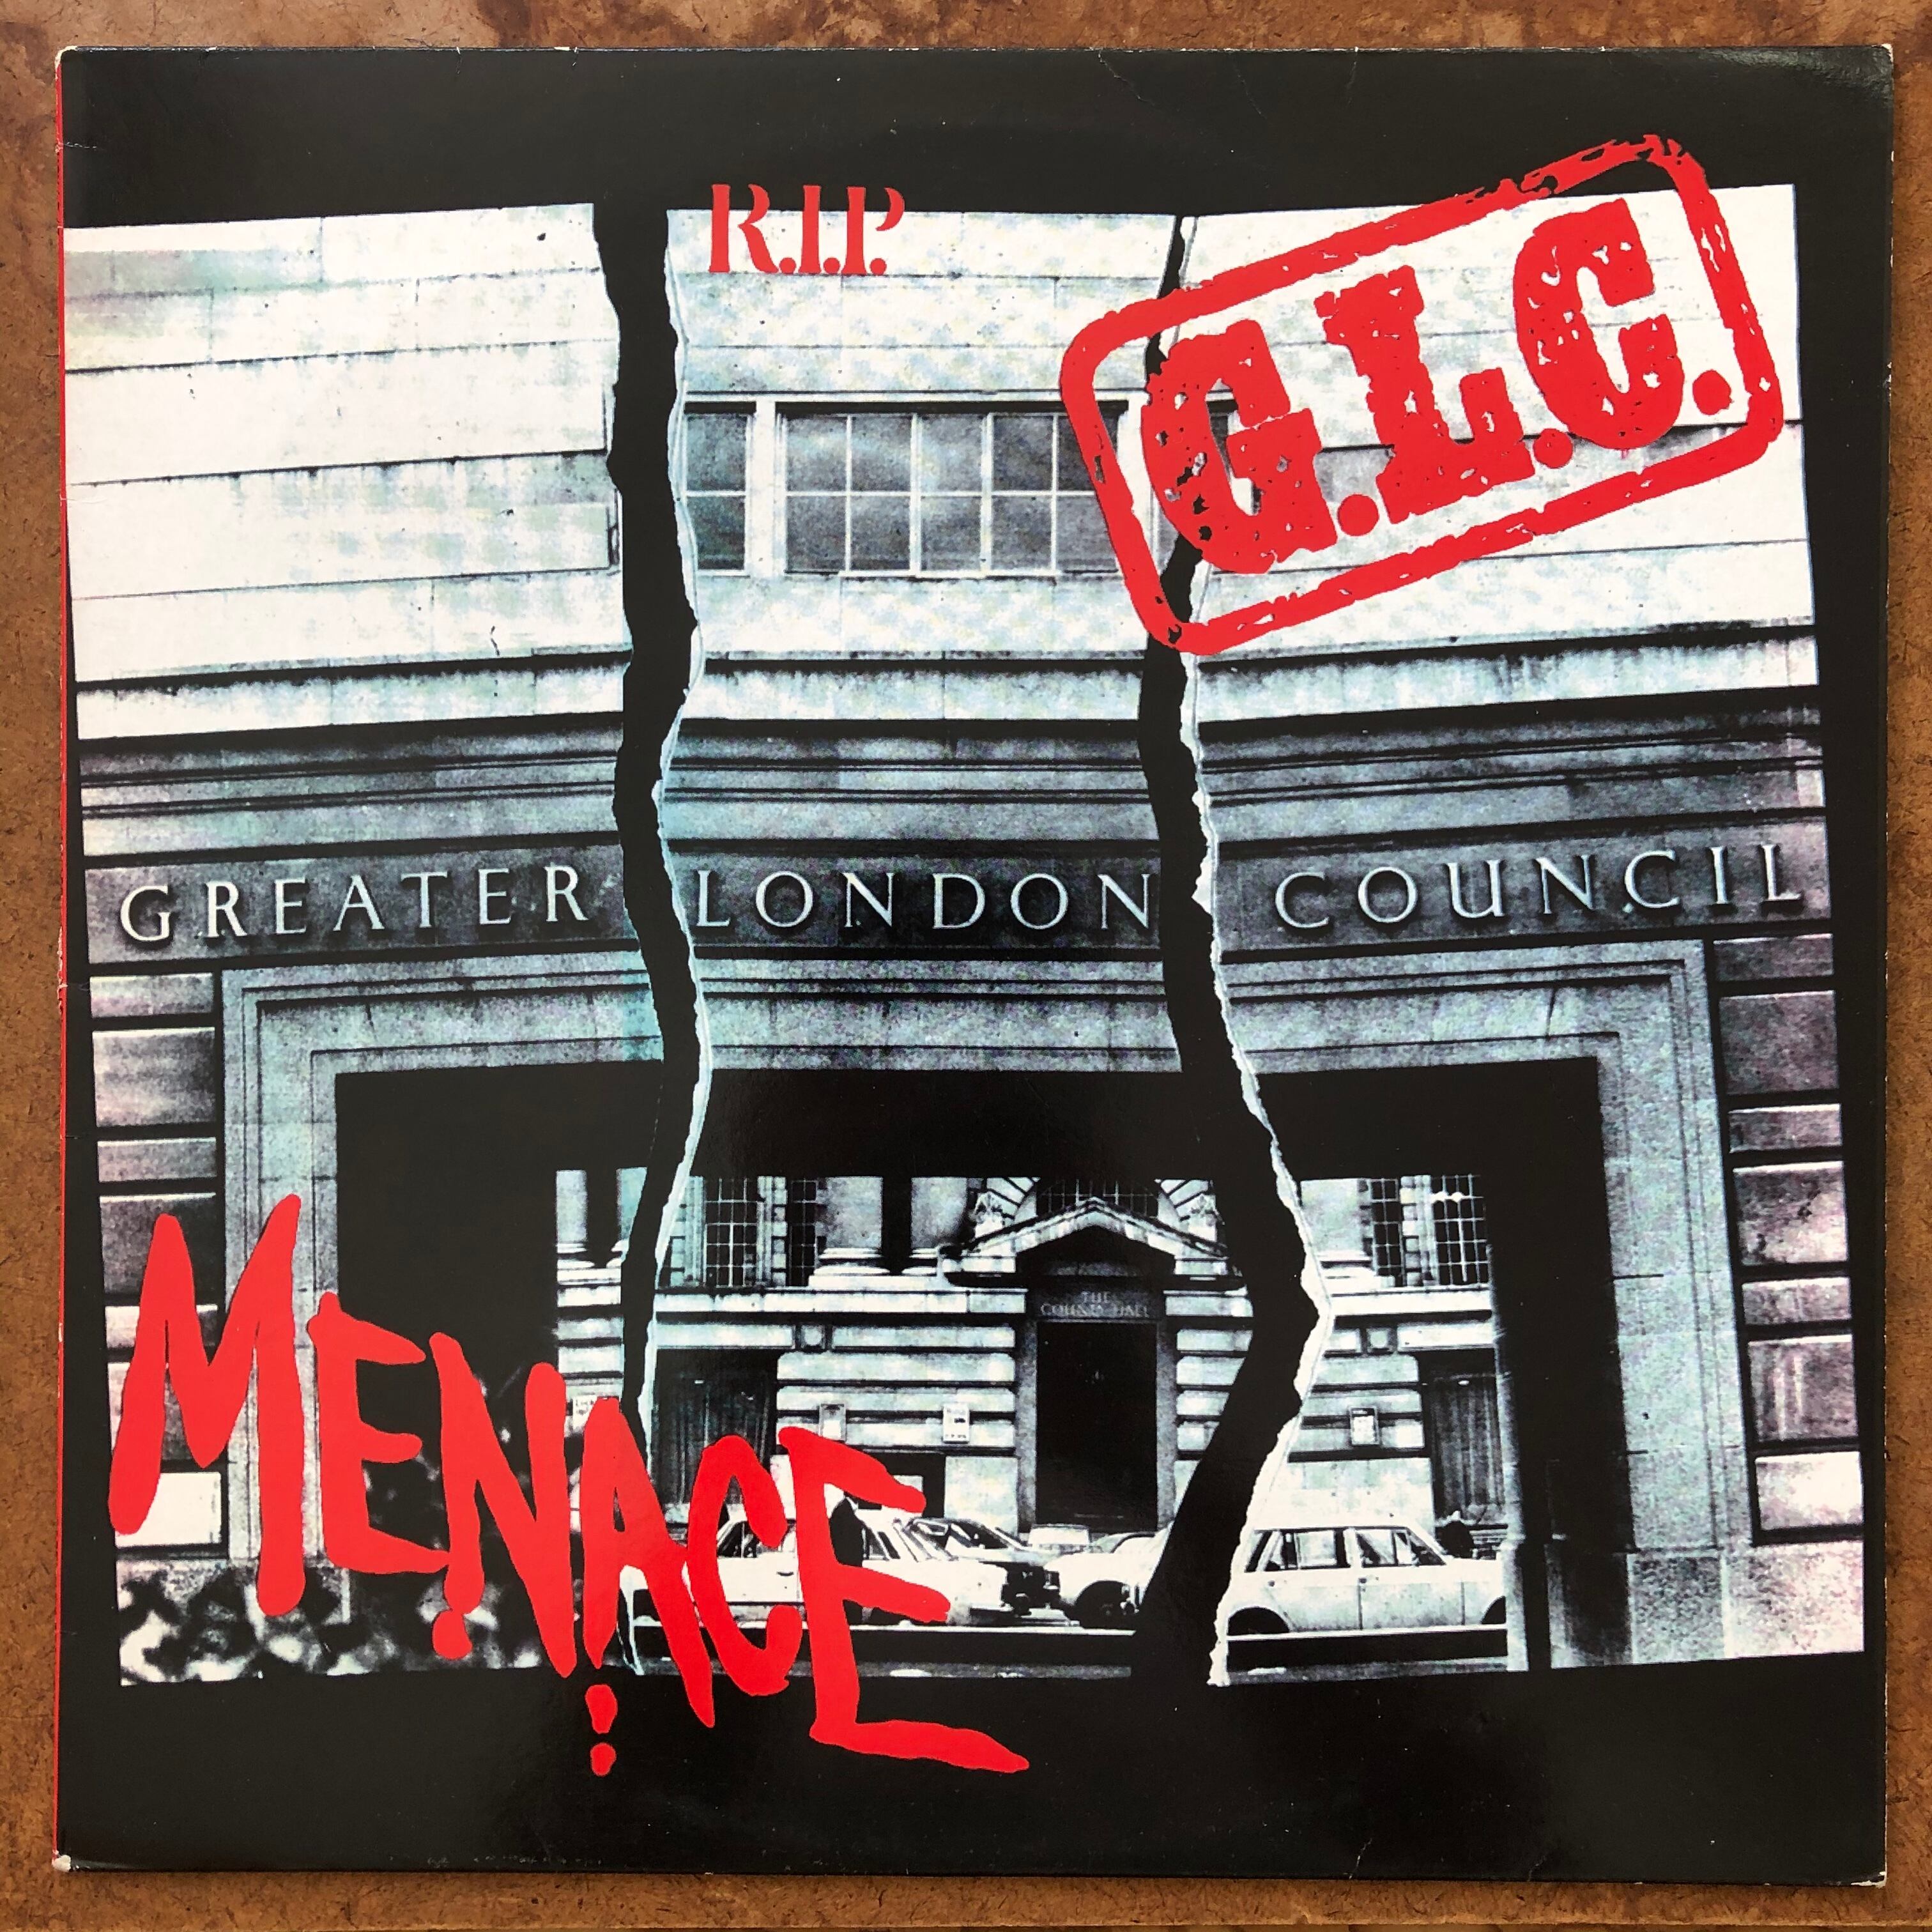 R.I.P.
G.L.C.
GREATER LONDON COUNCIL
THE
COUNTY HALL
MENACE